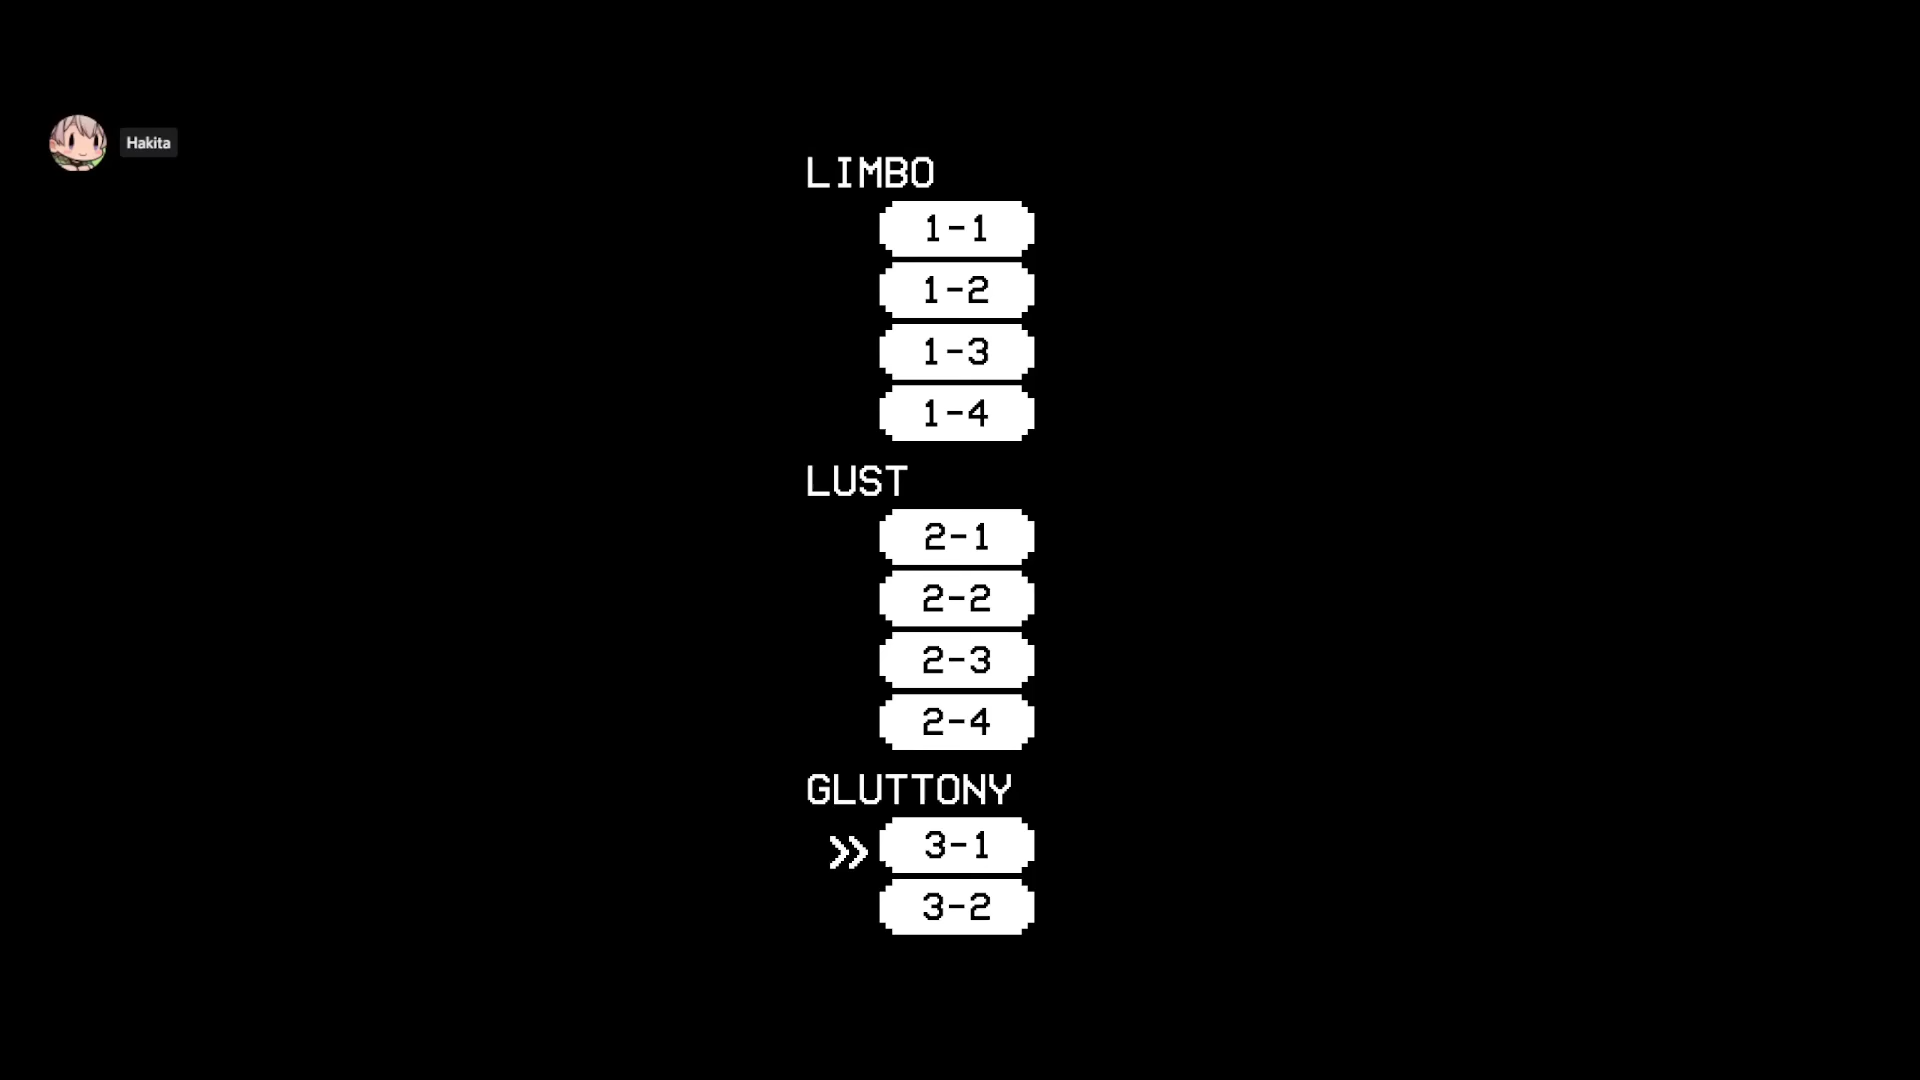 Hakita
LIMBO
1-1
1-2
1-3
1-4
LUST
2-1
2-2
2-3
2-4
GLUTTONY
» 3-1
3-2